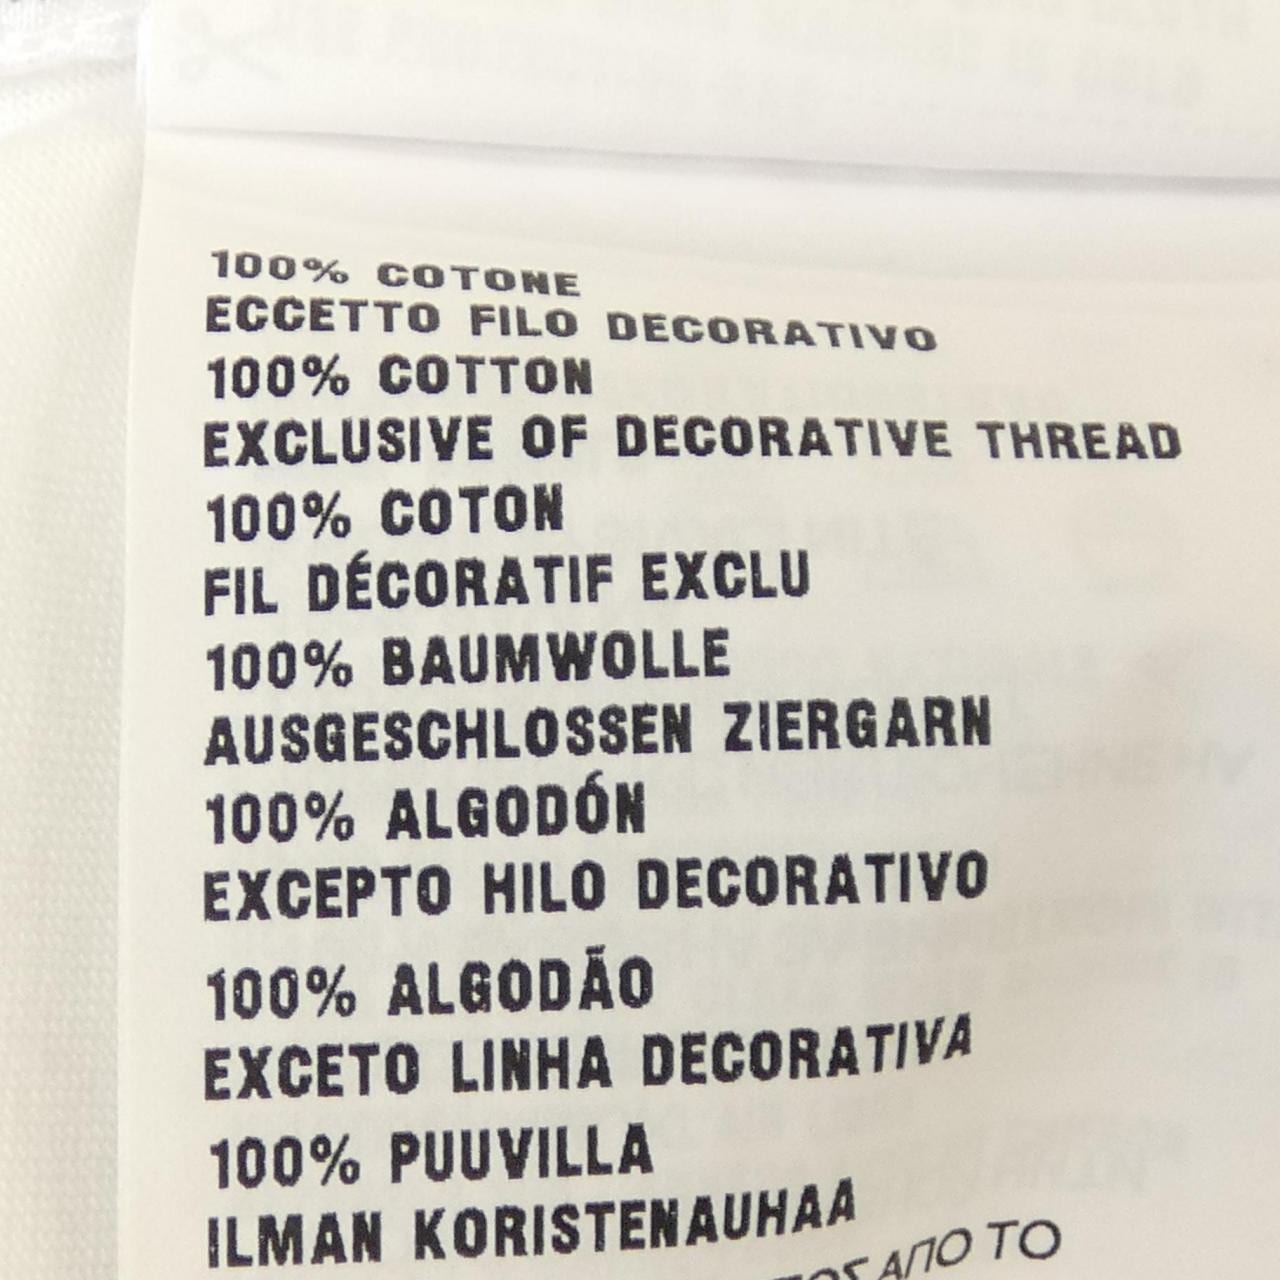 100% COTONE
ECCETTO FILO DECORATIVO
100% COTTON
EXCLUSIVE OF DECORATIVE THREAD
100% COTON
FIL DÉCORATIF EXCLU
100% BAUMWOLLE
AUSGESCHLOSSEN ZIERGARN
100% ALGODÓN
EXCEPTO HILO DECORATIVO
100% ALGODÃO
EXCETO LINHA DECORATIVA
100% PUUVILLA
ILMAN KORISTENAUHAA
ΑΠΟ ΤΟ